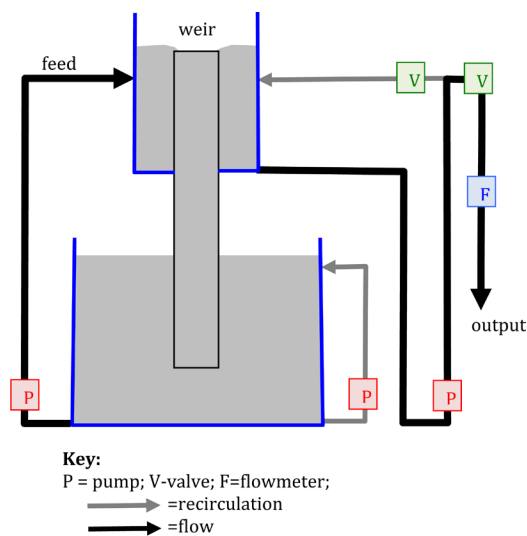 weir
feed
V
V
F
output
P
P
P
Key:
P = pump; V-valve; F=flowmeter;
=recirculation
=flow